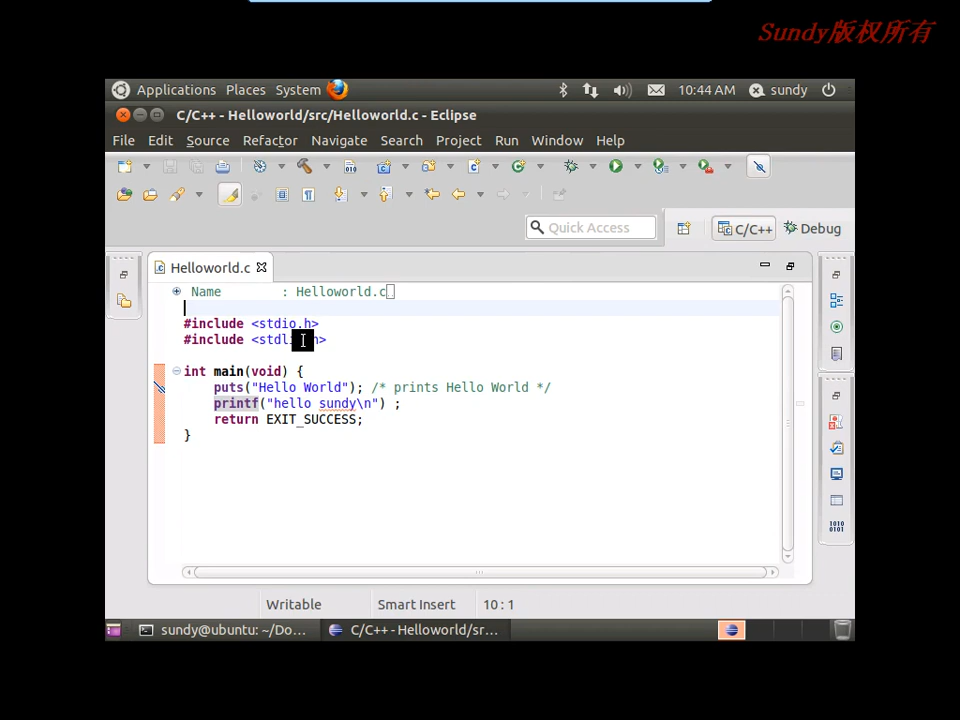 Sundy版权所有
Applications Places System 10:44 AM sundy
C/C++ - Helloworld/src/Helloworld.c - Eclipse
File Edit Source Refactor Navigate Search Project Run Window Help
010
Quick Access C/C++ Debug
Helloworld.c
Name : Helloworld.c
#include <stdio.h>
#include <stdl h>
int main(void) {
puts("Hello World"); /* prints Hello World */
printf("hello sundy\n") ;
return EXIT_SUCCESS;
}
1010
0101
Writable Smart Insert 10 : 1
sundy@ubuntu: ~/Do... C/C++ - Helloworld/sr...